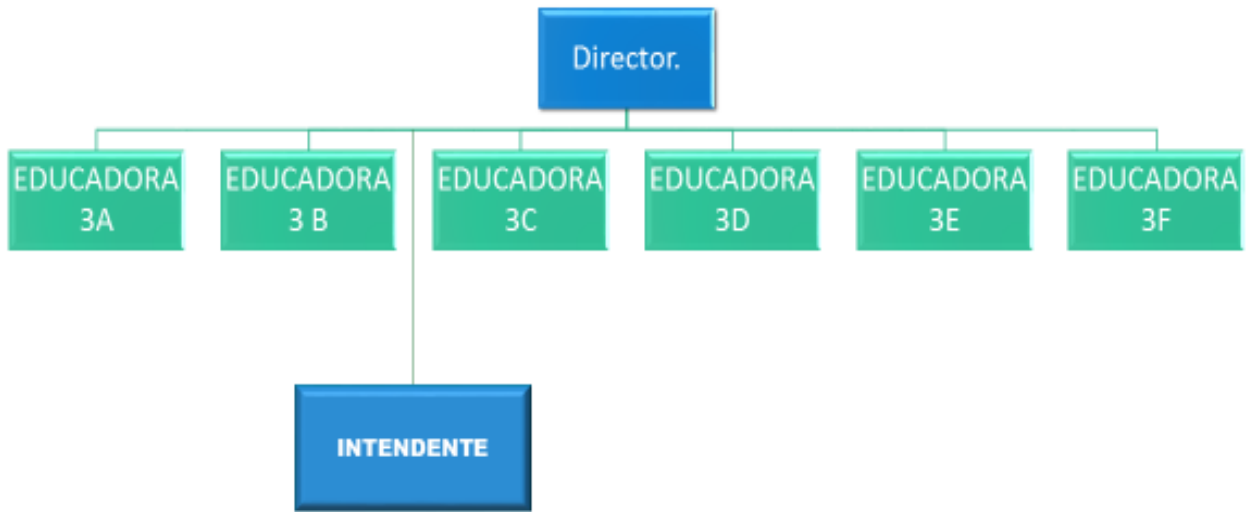 Director.
EDUCADORA
3A
EDUCADORA
3 B
EDUCADORA
3C
EDUCADORA
3D
EDUCADORA
3E
EDUCADORA
3F
INTENDENTE